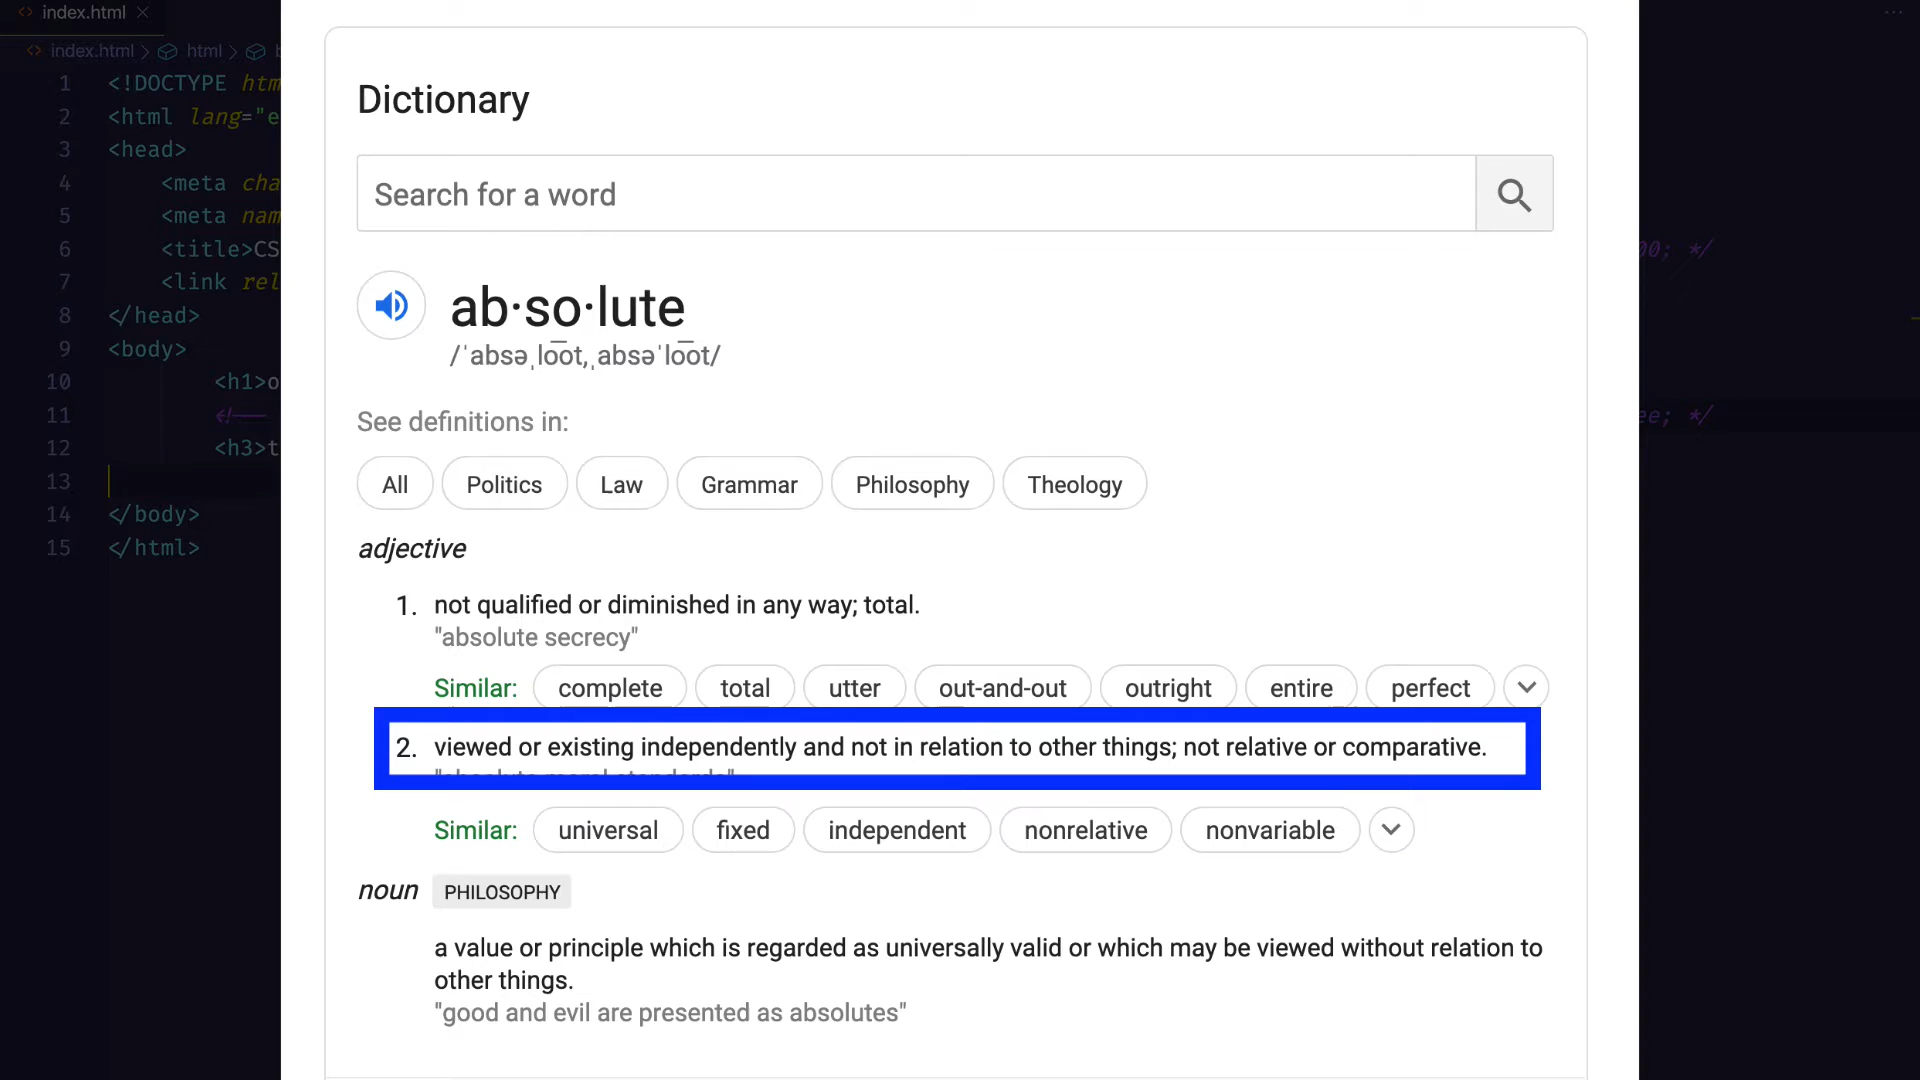 index.html
index.html > html >
1 <!DOCTYPE htm
2 <html lang="e
3 <head>
4 <meta cha
5 <meta nam
6 <title>CS
7 <link rel
8 </head>
9 <body>
10 <h1>o
11 <!--
12 <h3>t
13
14 </body>
15 </html>
Dictionary
Search for a word
ab·so·lute
/ˈabsəˌlo͞ot,ˌabsəˈlo͞ot/
See definitions in:
All Politics Law Grammar Philosophy Theology
adjective
1. not qualified or diminished in any way; total.
"absolute secrecy"
Similar: complete total utter out-and-out outright entire perfect
2. viewed or existing independently and not in relation to other things; not relative or comparative.
"absolute moral standards"
Similar: universal fixed independent nonrelative nonvariable
noun PHILOSOPHY
a value or principle which is regarded as universally valid or which may be viewed without relation to
other things.
"good and evil are presented as absolutes"
00; */
ee; */